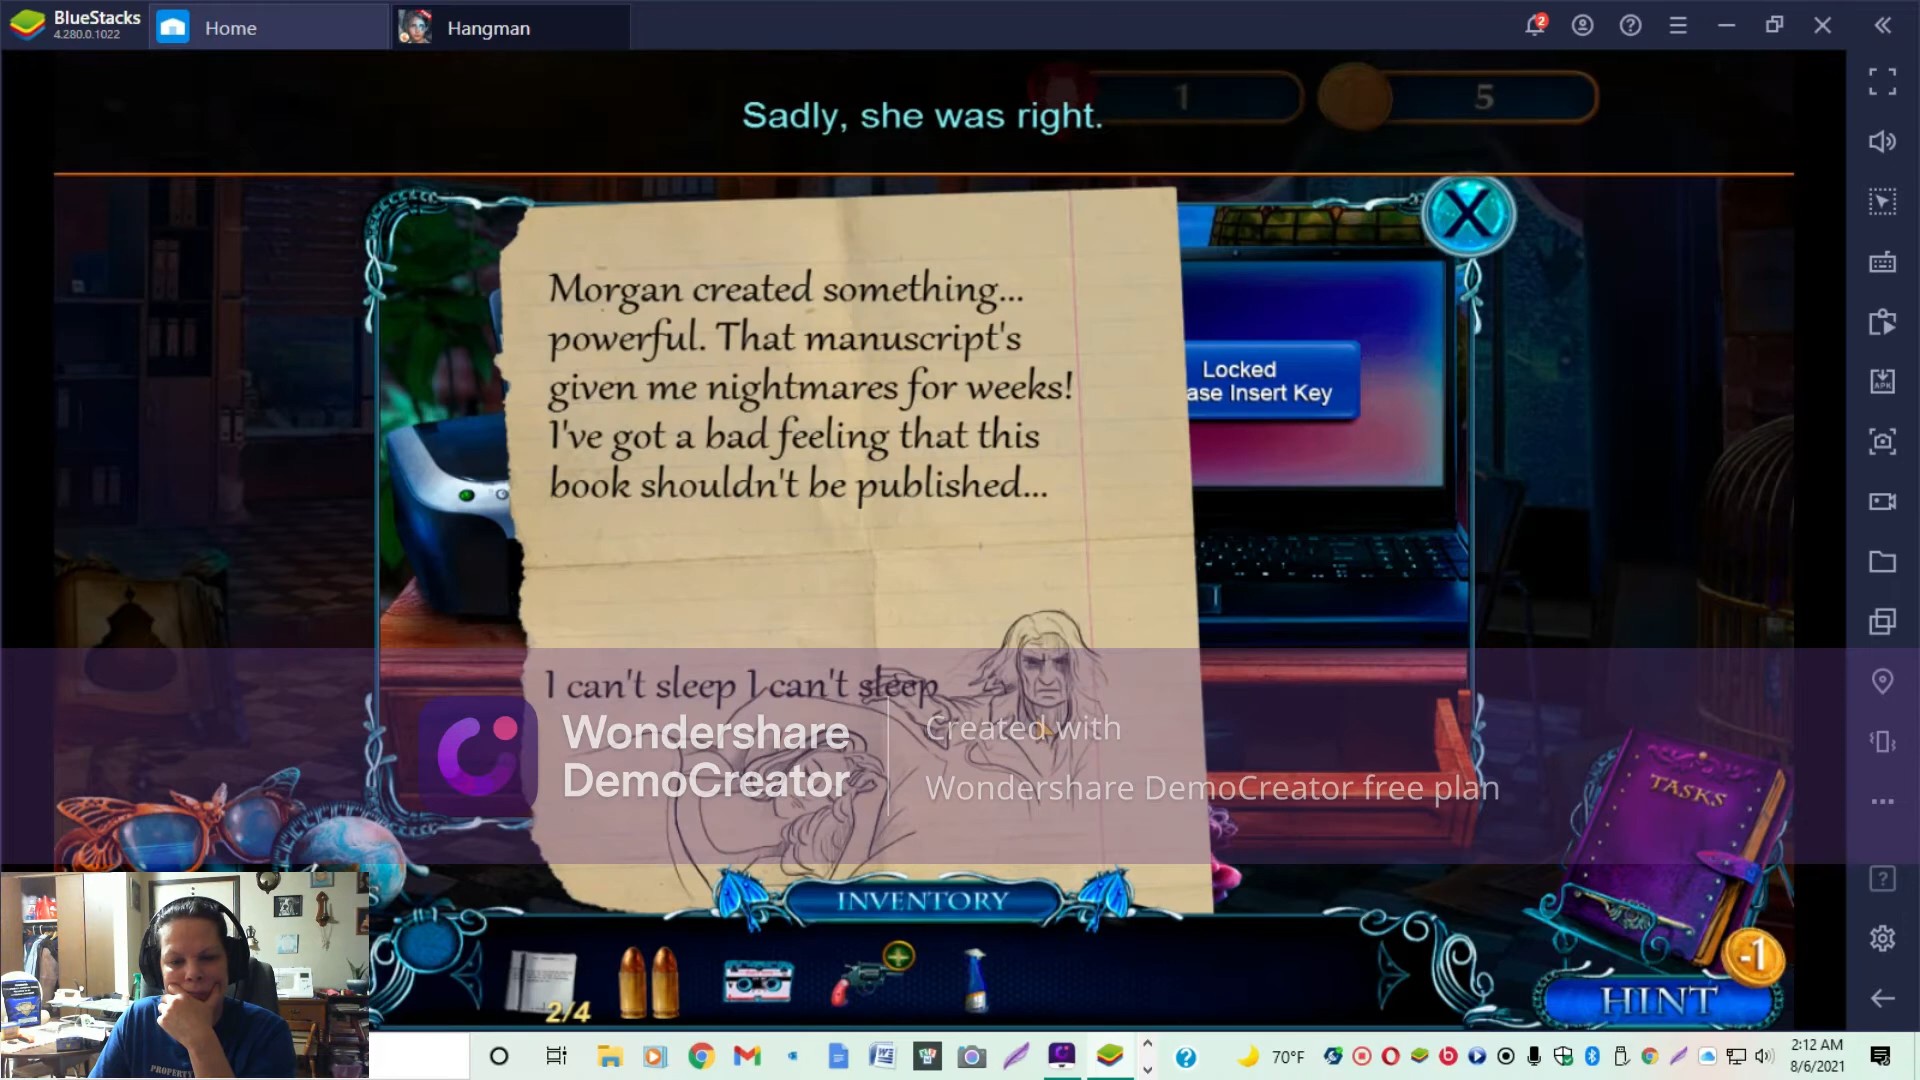 BlueStacks
4.280.0.1022
Home
Hangman
2
1
5
Sadly, she was right.
Morgan created something...
powerful. That manuscript's
given me nightmares for weeks!
I've got a bad feeling that this
book shouldn't be published...
Locked
ase Insert Key
I can't sleep I can't sleep
Wondershare
DemoCreator
Created with
Wondershare DemoCreator free plan
TASKS
INVENTORY
2/4
-1
HINT
APK
PROPERTY
70°F
2:12 AM
8/6/2021